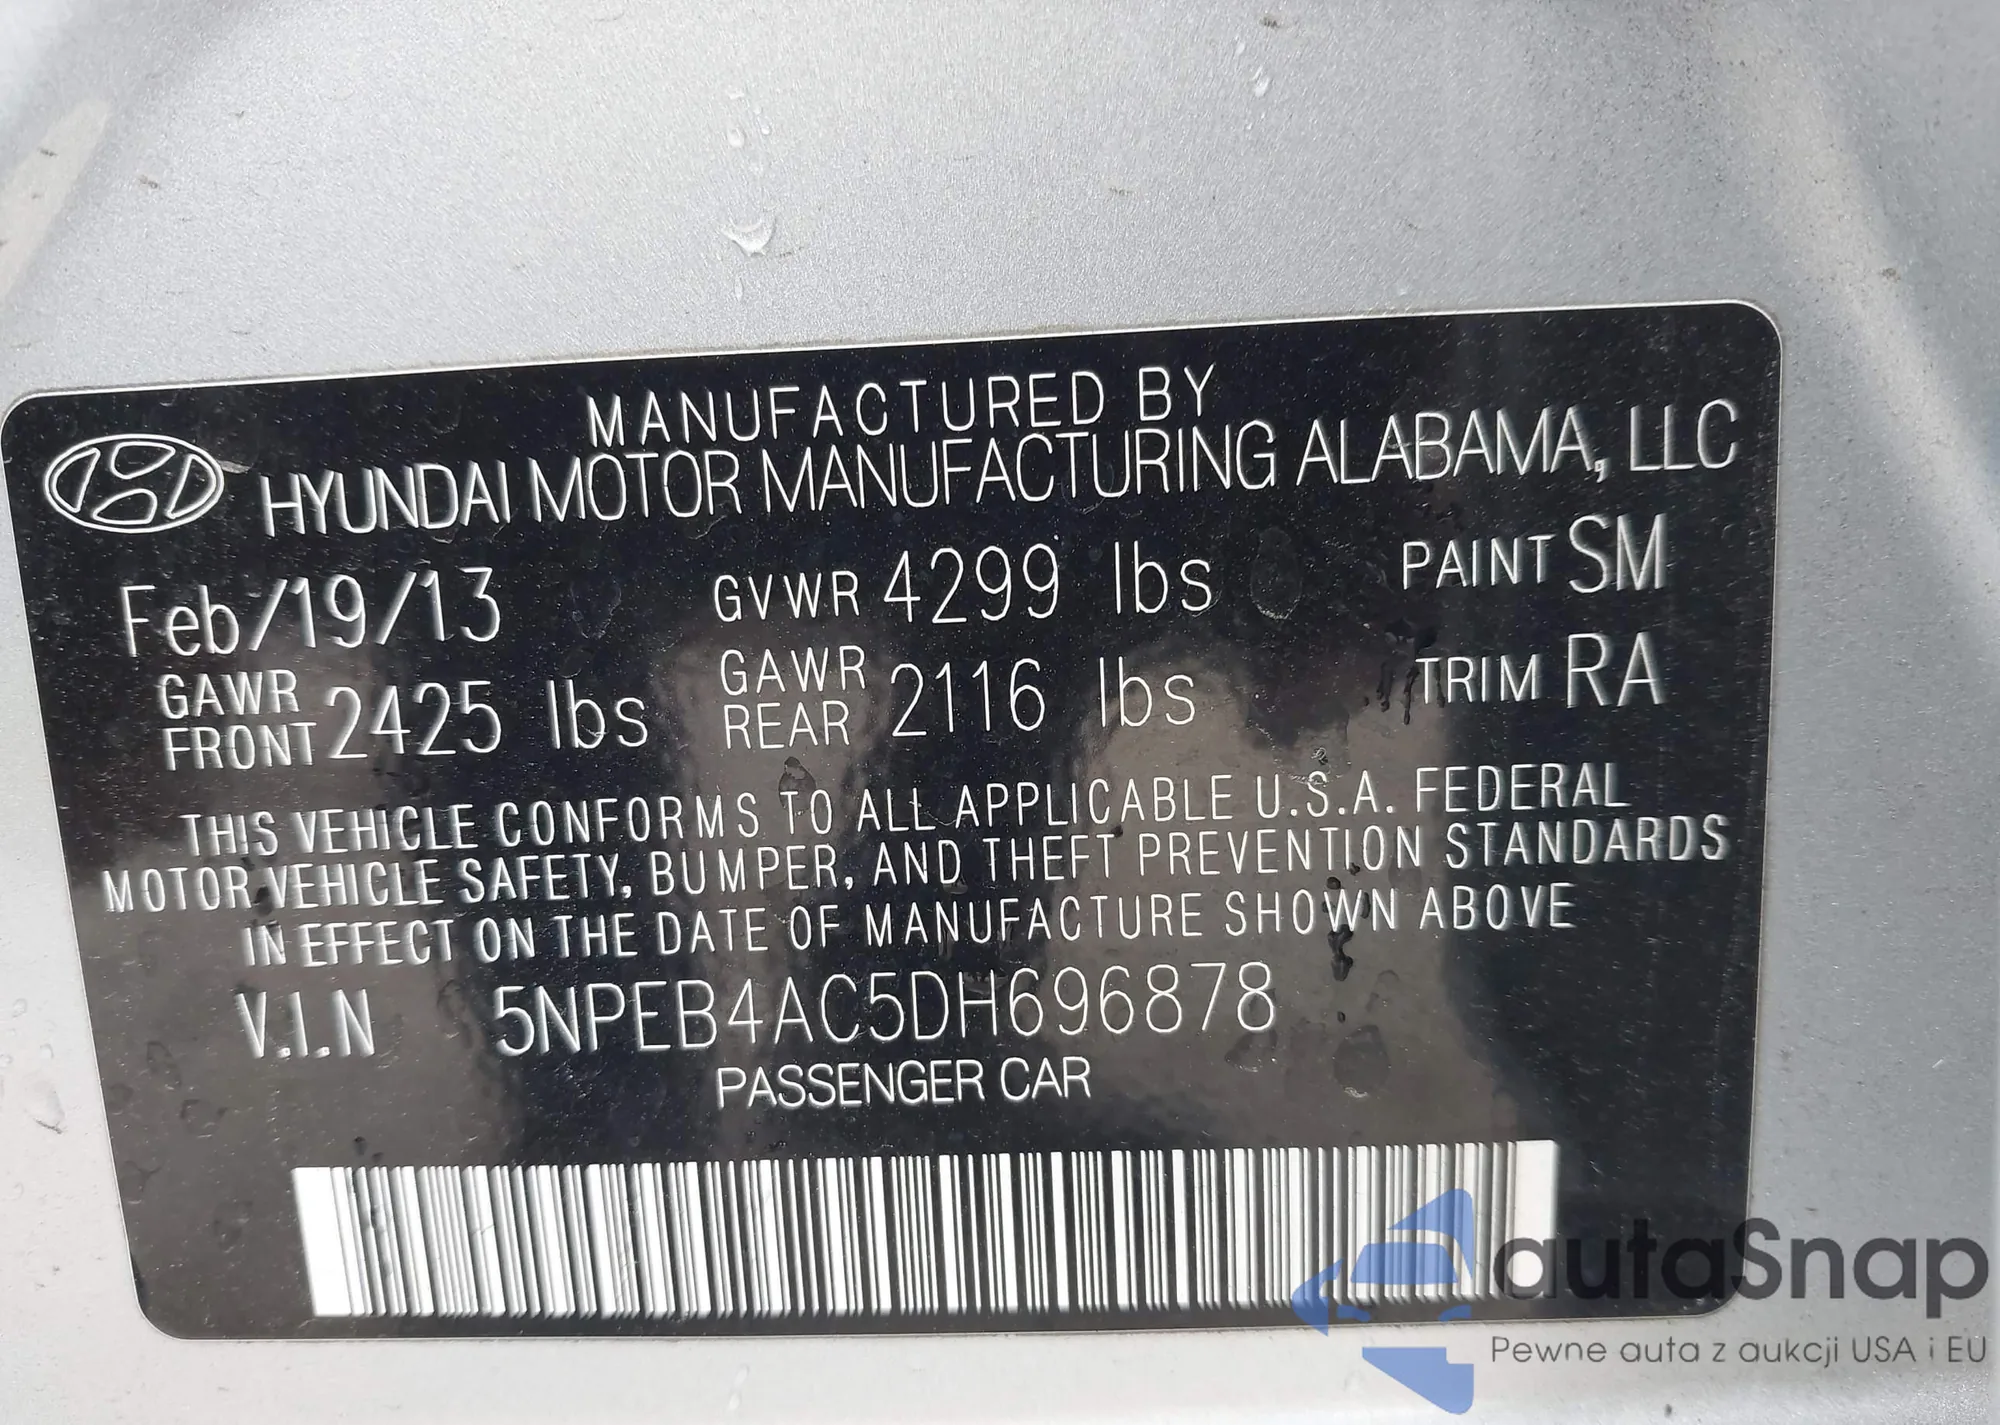 MANUFACTURED BY
HYUNDAI MOTOR MANUFACTURING ALABAMA, LLC
Feb/19/13 GVWR 4299 lbs PAINT SM
GAWR FRONT 2425 lbs GAWR REAR 2116 lbs TRIM RA
THIS VEHICLE CONFORMS TO ALL APPLICABLE U.S.A. FEDERAL
MOTOR VEHICLE SAFETY, BUMPER, AND THEFT PREVENTION STANDARDS
IN EFFECT ON THE DATE OF MANUFACTURE SHOWN ABOVE
V.I.N 5NPEB4AC5DH696878
PASSENGER CAR
autaSnap
Pewne auta z aukcji USA i EU